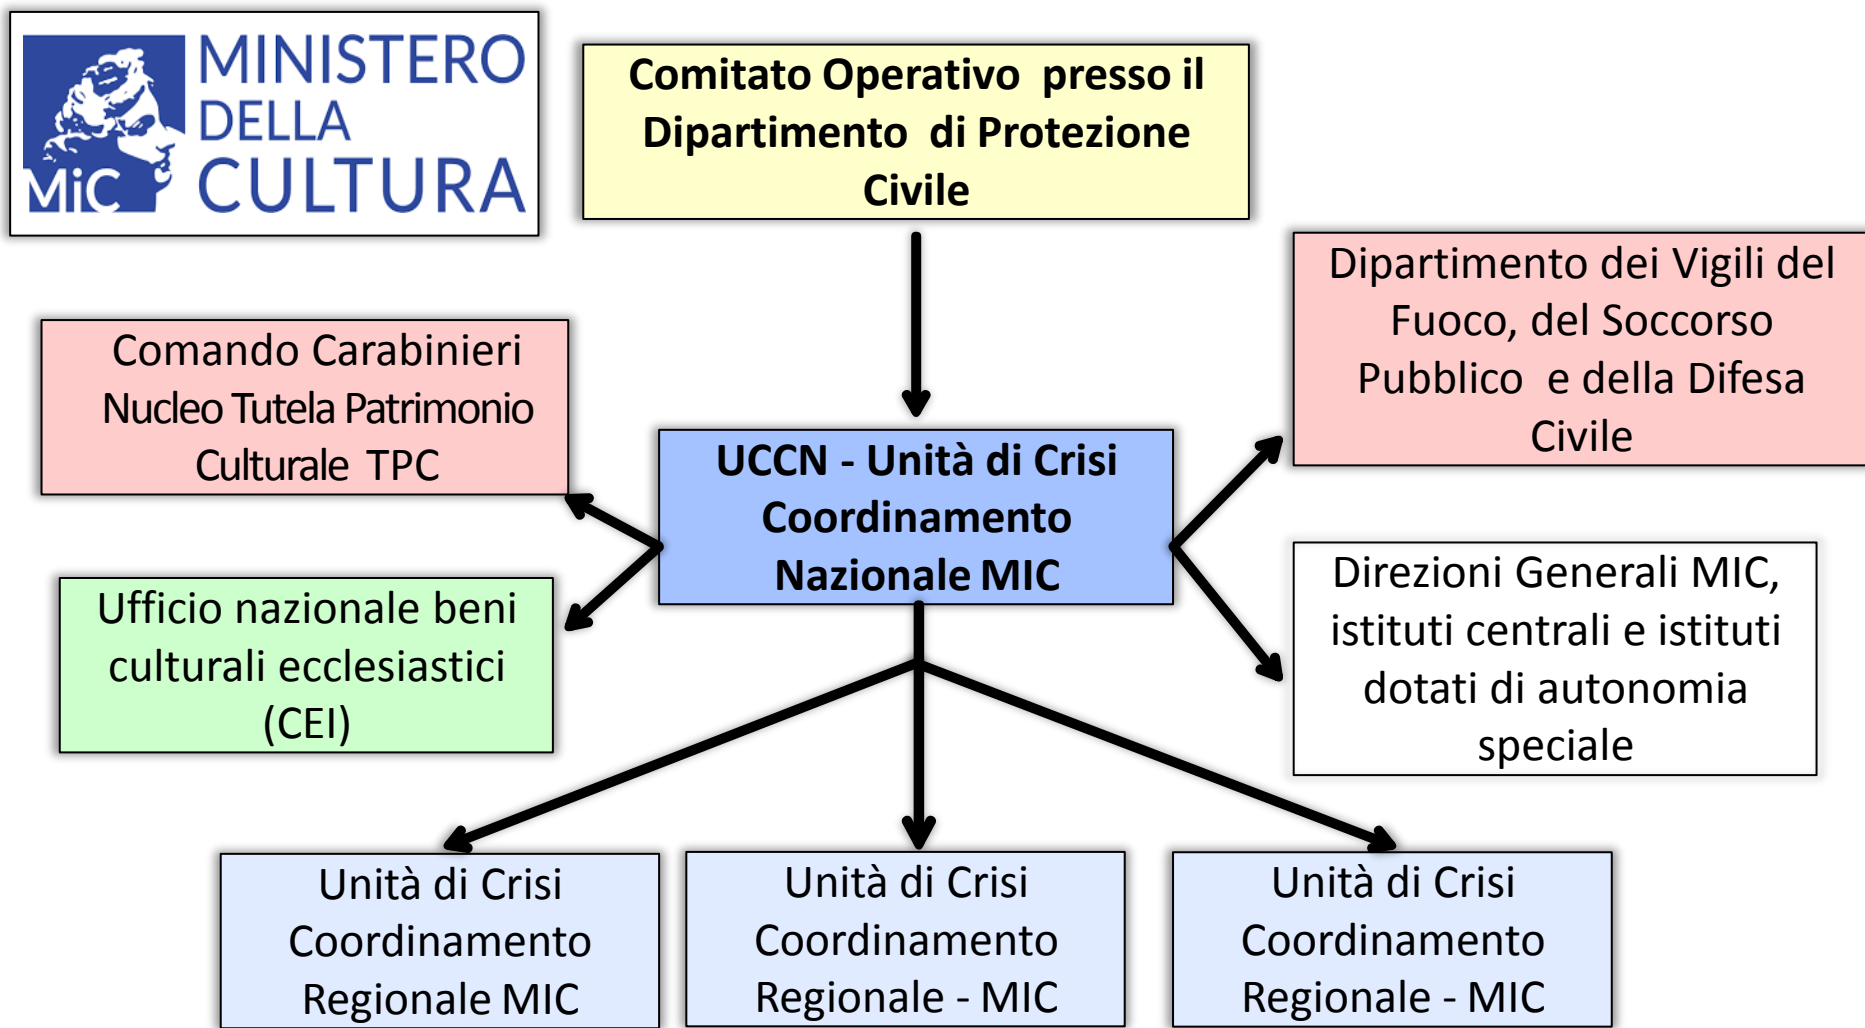 MiC
MINISTERO
DELLA
CULTURA
Comitato Operativo presso il
Dipartimento di Protezione
Civile
Dipartimento dei Vigili del
Fuoco, del Soccorso
Pubblico e della Difesa
Civile
Comando Carabinieri
Nucleo Tutela Patrimonio
Culturale TPC
UCCN - Unità di Crisi
Coordinamento
Nazionale MIC
Ufficio nazionale beni
culturali ecclesiastici
(CEI)
Direzioni Generali MIC,
istituti centrali e istituti
dotati di autonomia
speciale
Unità di Crisi
Coordinamento
Regionale MIC
Unità di Crisi
Coordinamento
Regionale - MIC
Unità di Crisi
Coordinamento
Regionale - MIC